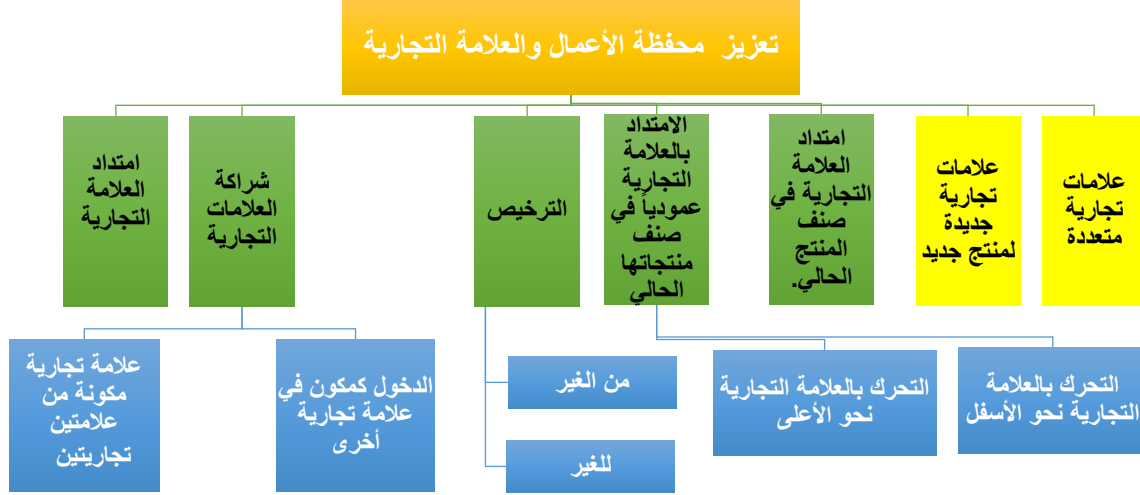 تعزيز محفظة الأعمال والعلامة التجارية
علامات
تجارية
متعددة
علامات
تجارية
جديدة
لمنتج جديد
امتداد
العلامة
التجارية في
صنف
المنتج
الحالي.
الامتداد
بالعلامة
التجارية
عمودياً في
صنف
منتجاتها
الحالي
الترخيص
شراكة
العلامات
التجارية
امتداد
العلامة
التجارية
التحرك بالعلامة
التجارية نحو الأسفل
التحرك بالعلامة التجارية
نحو الأعلى
من الغير
للغير
الدخول كمكون في
علامة تجارية
أخرى
علامة تجارية
مكونة من
علامتين
تجاريتين